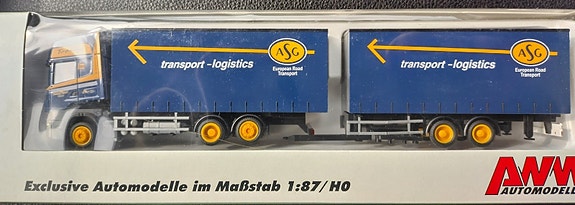 ASG
transport-logistics
European Road
Transport
ASG
transport-logistics
European Road
Transport
Exclusive Automodelle im Maßstab 1:87/H0
AWM
AUTOMODELL